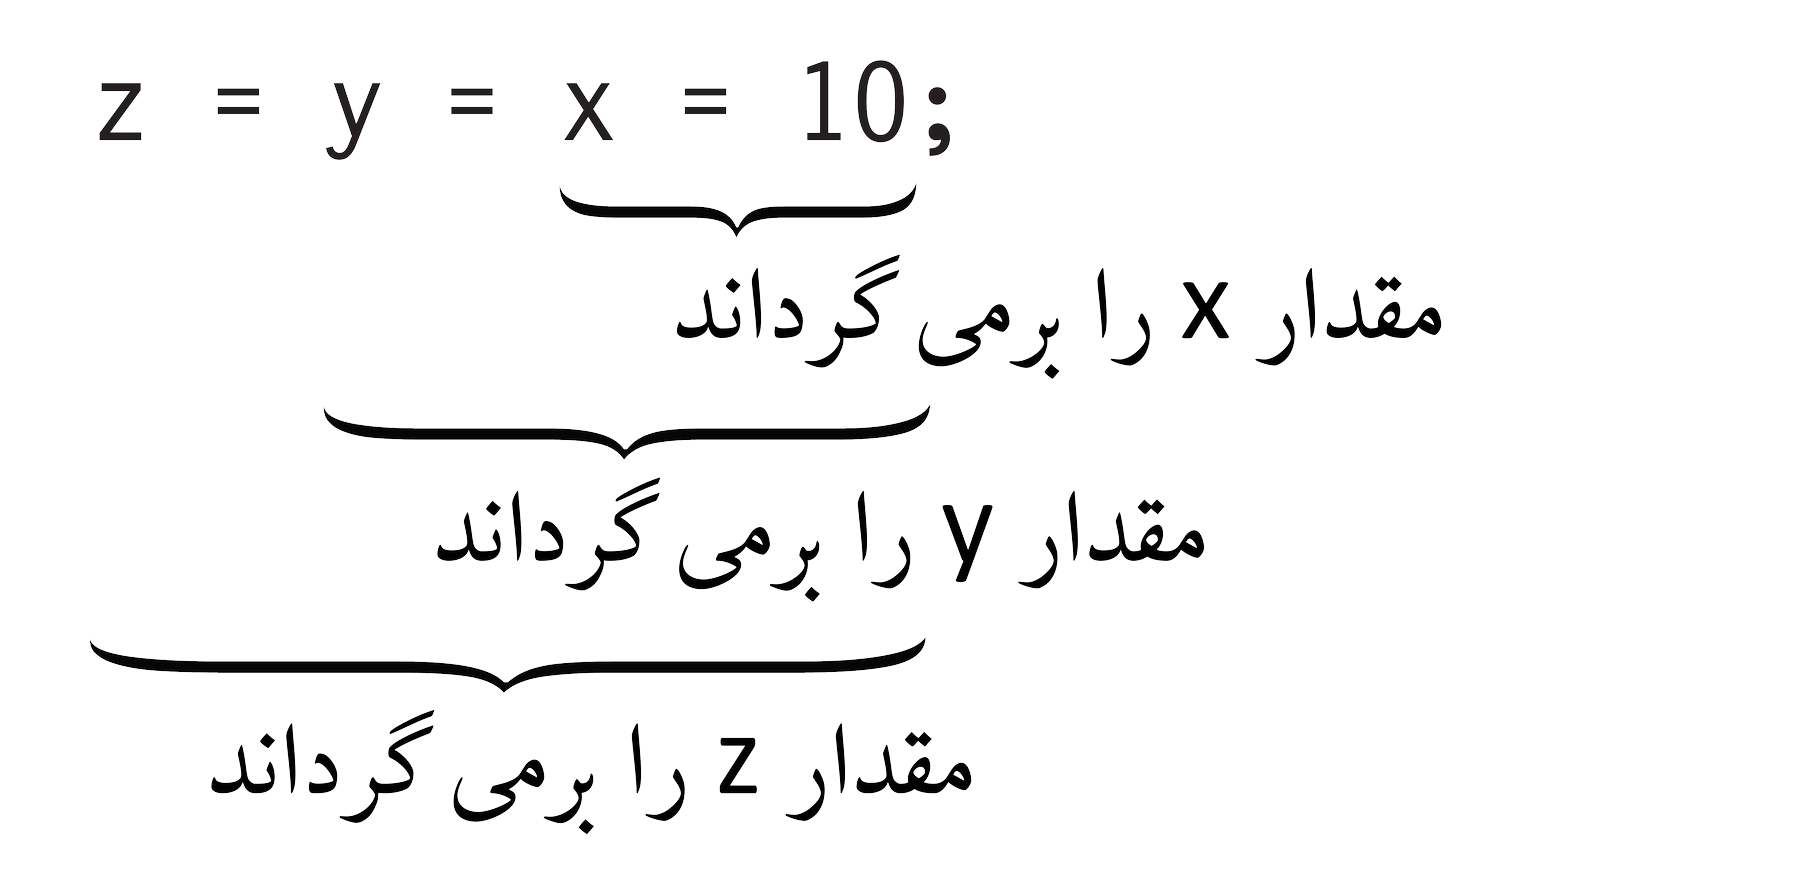 z = y = x = 10;
مقدار x را برمی گرداند
مقدار y را برمی گرداند
مقدار z را برمی گرداند